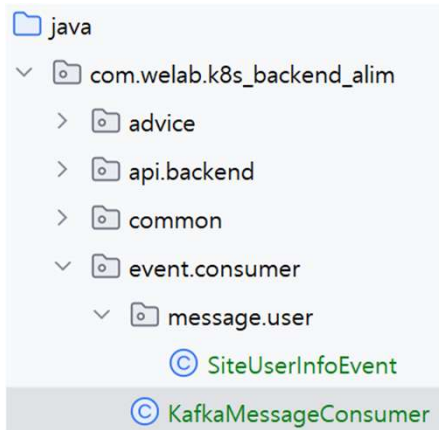 java
com.welab.k8s_backend_alim
advice
api.backend
common
event.consumer
message.user
SiteUserInfoEvent
KafkaMessageConsumer